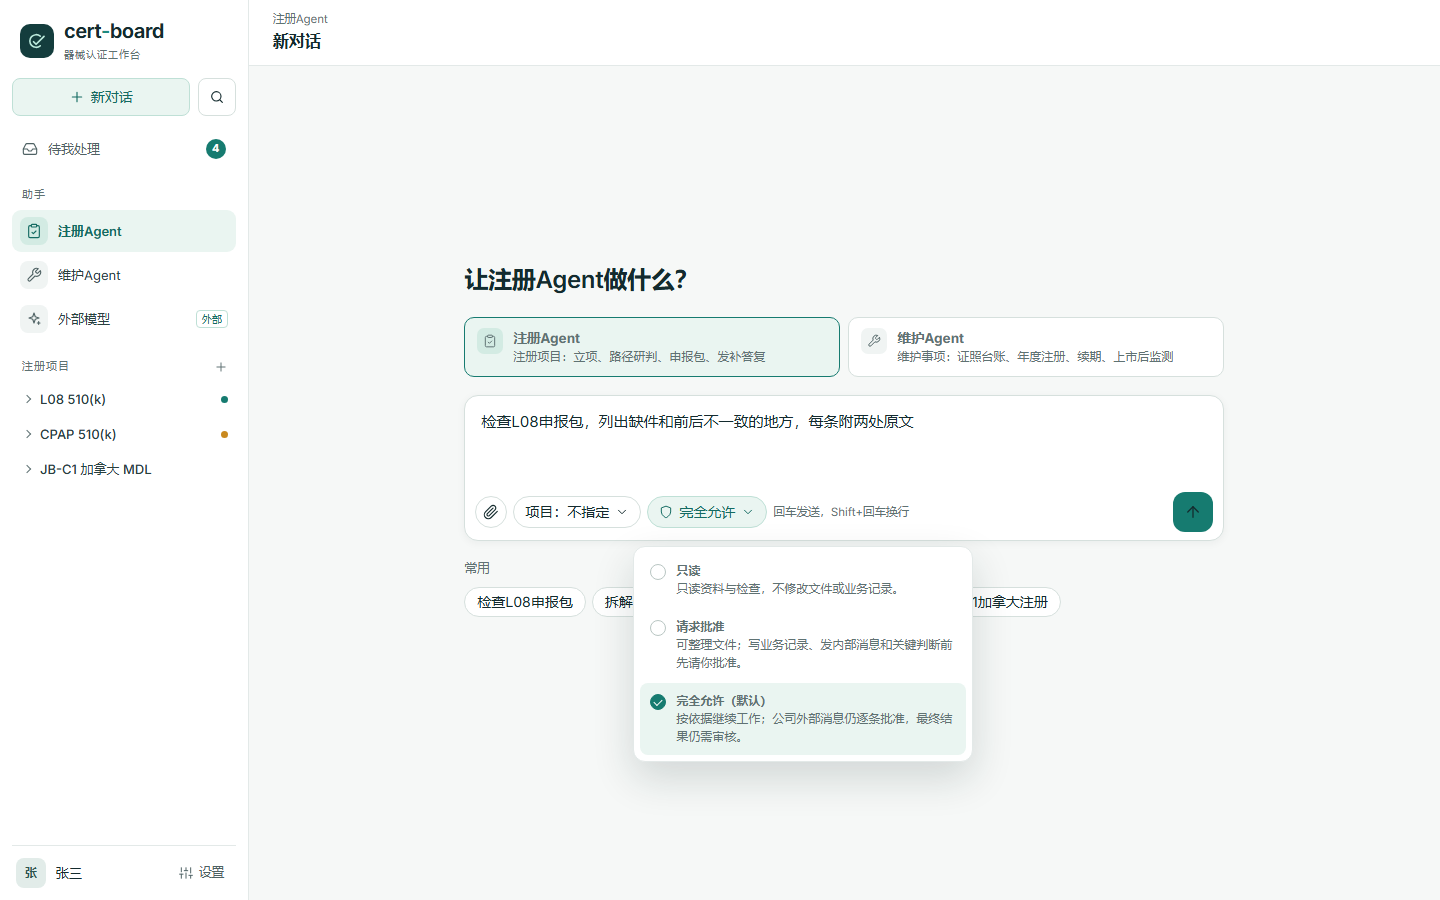 cert-board
器械认证工作台
新对话
待我处理
4
助手
注册Agent
维护Agent
外部模型
外部
注册项目
L08 510(k)
CPAP 510(k)
JB-C1 加拿大 MDL
张
张三
设置
注册Agent
新对话
让注册Agent做什么？
注册Agent
注册项目：立项、路径研判、申报包、发补答复
维护Agent
维护事项：证照台账、年度注册、续期、上市后监测
检查L08申报包，列出缺件和前后不一致的地方，每条附两处原文
项目：不指定
完全允许
回车发送，Shift+回车换行
常用
检查L08申报包
拆解
1加拿大注册
只读
只读资料与检查，不修改文件或业务记录。
请求批准
可整理文件；写业务记录、发内部消息和关键判断前
先请你批准。
完全允许（默认）
按依据继续工作；公司外部消息仍逐条批准，最终结
果仍需审核。